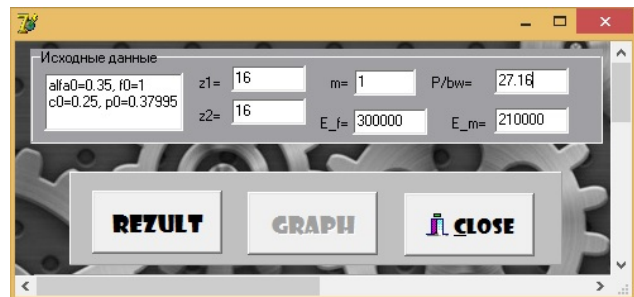 Исходные данные
alfa0=0.35, f0=1
c0=0.25, p0=0.37995
z1= 16
z2= 16
m= 1
E_f= 300000
P/bw= 27.16
E_m= 210000
REZULT
GRAPH
CLOSE